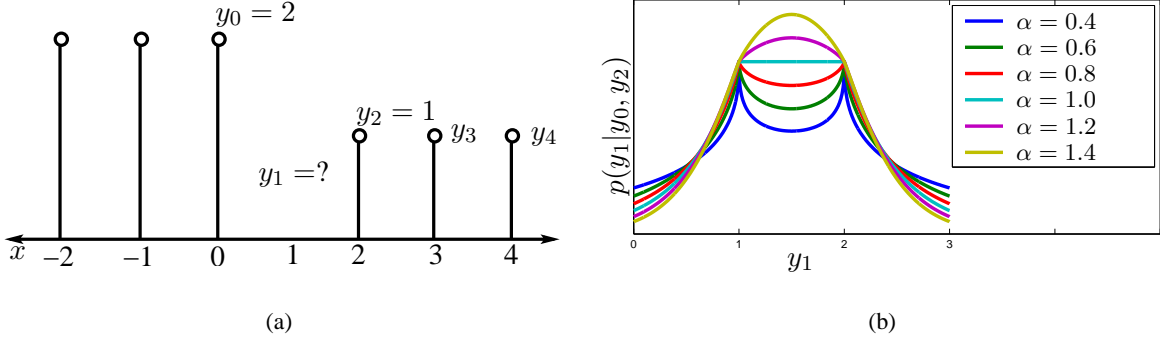 y₀ = 2
y₂ = 1
y₃
y₄
y₁ =?
x
−2 −1 0 1 2 3 4
(a)
p(y₁|y₀, y₂)
α = 0.4
α = 0.6
α = 0.8
α = 1.0
α = 1.2
α = 1.4
0 1 2 3
y₁
(b)